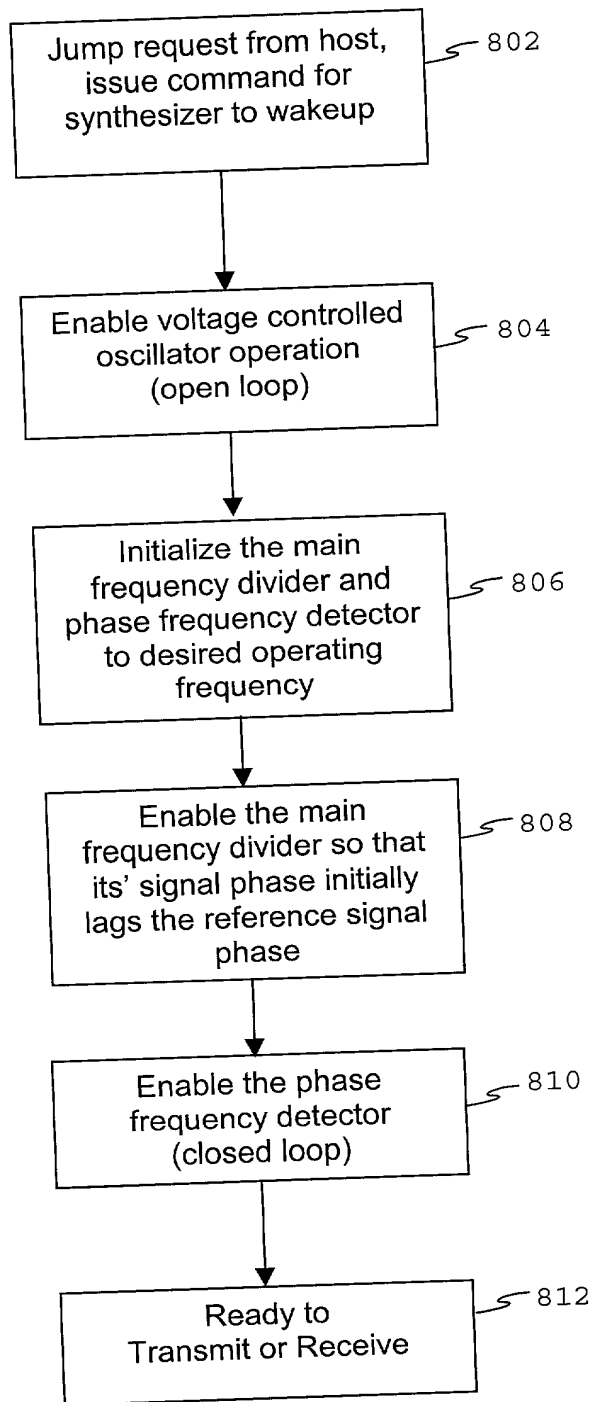 Jump request from host,
issue command for
synthesizer to wakeup
802
Enable voltage controlled
oscillator operation
(open loop)
804
Initialize the main
frequency divider and
phase frequency detector
to desired operating
frequency
806
Enable the main
frequency divider so that
its’ signal phase initially
lags the reference signal
phase
808
Enable the phase
frequency detector
(closed loop)
810
Ready to
Transmit or Receive
812